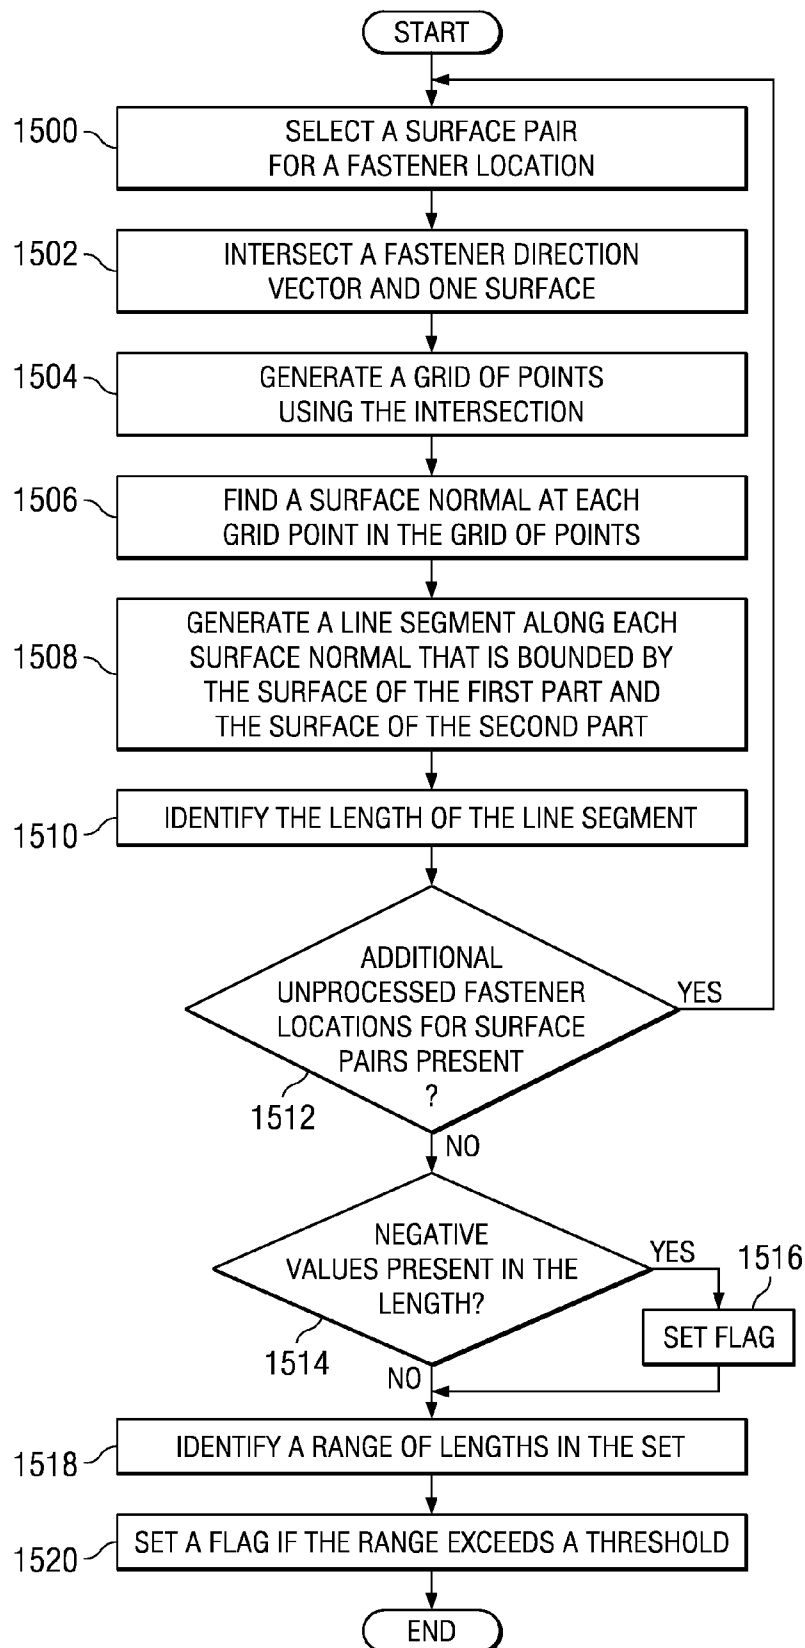 START
1500
SELECT A SURFACE PAIR
FOR A FASTENER LOCATION
1502
INTERSECT A FASTENER DIRECTION
VECTOR AND ONE SURFACE
1504
GENERATE A GRID OF POINTS
USING THE INTERSECTION
1506
FIND A SURFACE NORMAL AT EACH
GRID POINT IN THE GRID OF POINTS
1508
GENERATE A LINE SEGMENT ALONG EACH
SURFACE NORMAL THAT IS BOUNDED BY
THE SURFACE OF THE FIRST PART AND
THE SURFACE OF THE SECOND PART
1510
IDENTIFY THE LENGTH OF THE LINE SEGMENT
ADDITIONAL
UNPROCESSED FASTENER
LOCATIONS FOR SURFACE
PAIRS PRESENT
?
YES
1512
NO
NEGATIVE
VALUES PRESENT IN THE
LENGTH?
YES
1516
SET FLAG
1514
NO
1518
IDENTIFY A RANGE OF LENGTHS IN THE SET
1520
SET A FLAG IF THE RANGE EXCEEDS A THRESHOLD
END